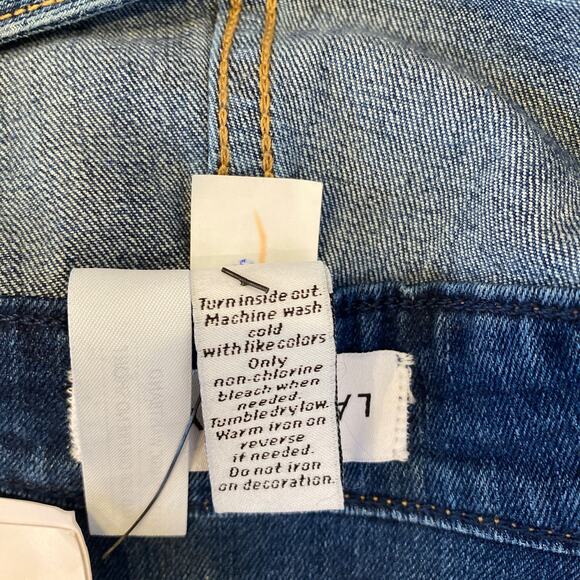 Turn inside out.
Machine wash
cold
with like colors
Only
non-chlorine
bleach when
needed.
Tumble dry low.
Warm iron on
reverse
if needed.
Do not iron
on decoration.
LA